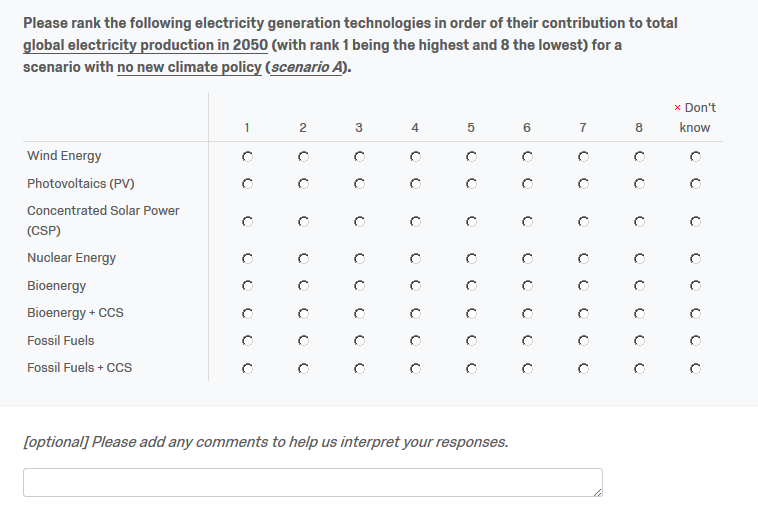 Please rank the following electricity generation technologies in order of their contribution to total
global electricity production in 2050 (with rank 1 being the highest and 8 the lowest) for a
scenario with no new climate policy (scenario A).
× Don't
1 2 3 4 5 6 7 8 know
Wind Energy
Photovoltaics (PV)
Concentrated Solar Power
(CSP)
Nuclear Energy
Bioenergy
Bioenergy + CCS
Fossil Fuels
Fossil Fuels + CCS
[optional] Please add any comments to help us interpret your responses.